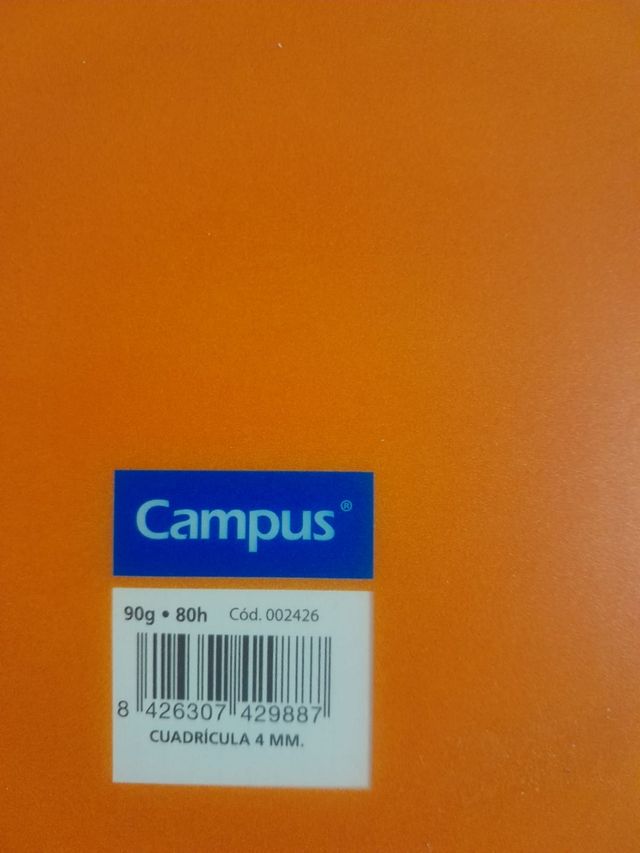 Campus®
90g • 80h Cód. 002426
8 426307 429887
CUADRÍCULA 4 MM.